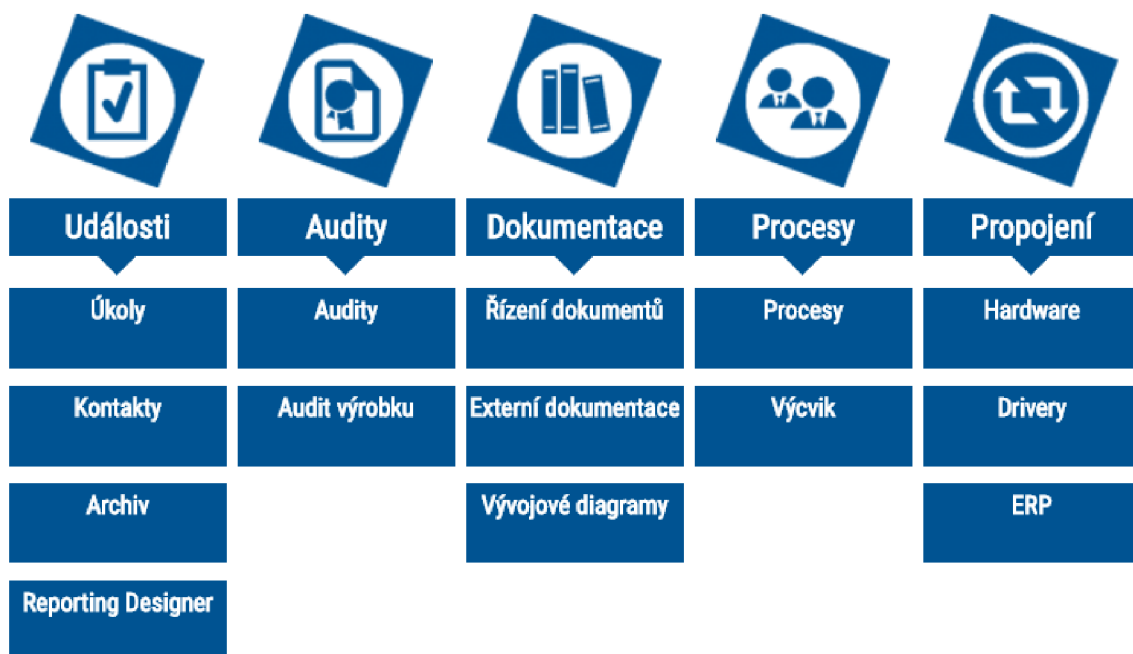 Události
Audity
Dokumentace
Procesy
Propojení
Úkoly
Audity
Řízení dokumentů
Procesy
Hardware
Kontakty
Audit výrobku
Externí dokumentace
Výcvik
Drivery
Archiv
Vývojové diagramy
ERP
Reporting Designer